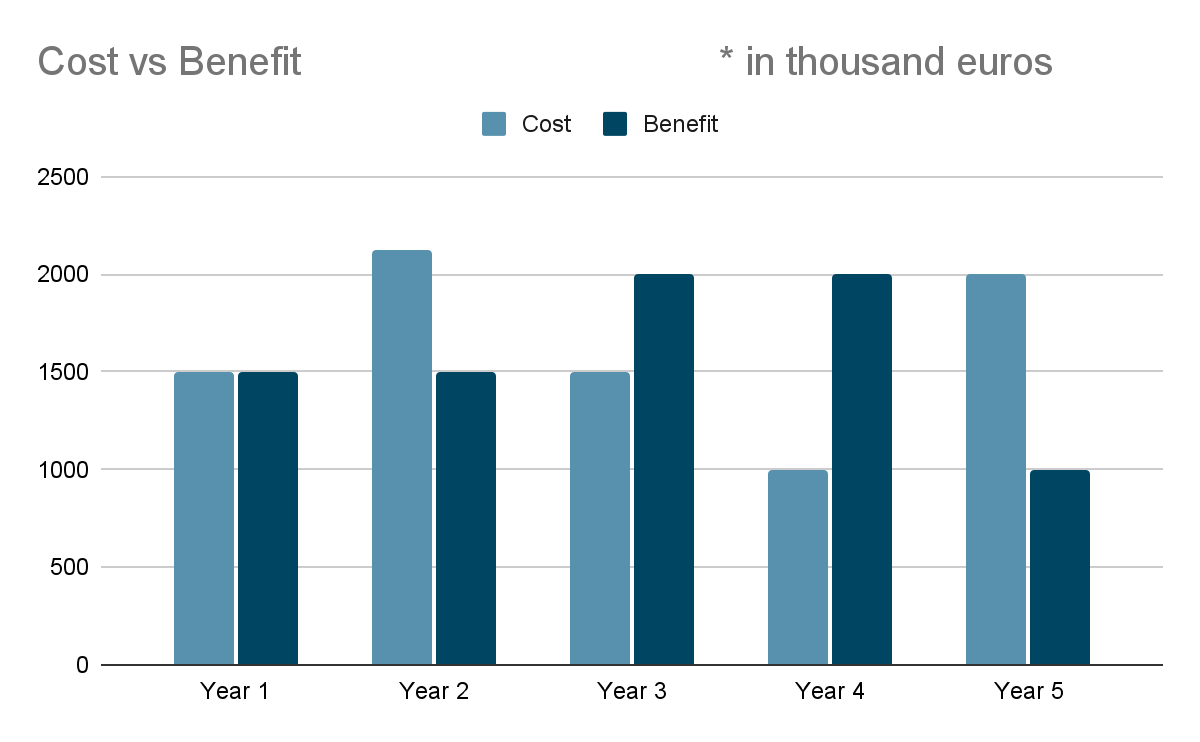 Cost vs Benefit * in thousand euros
Cost Benefit
2500
2000
1500
1000
500
0
Year 1 Year 2 Year 3 Year 4 Year 5